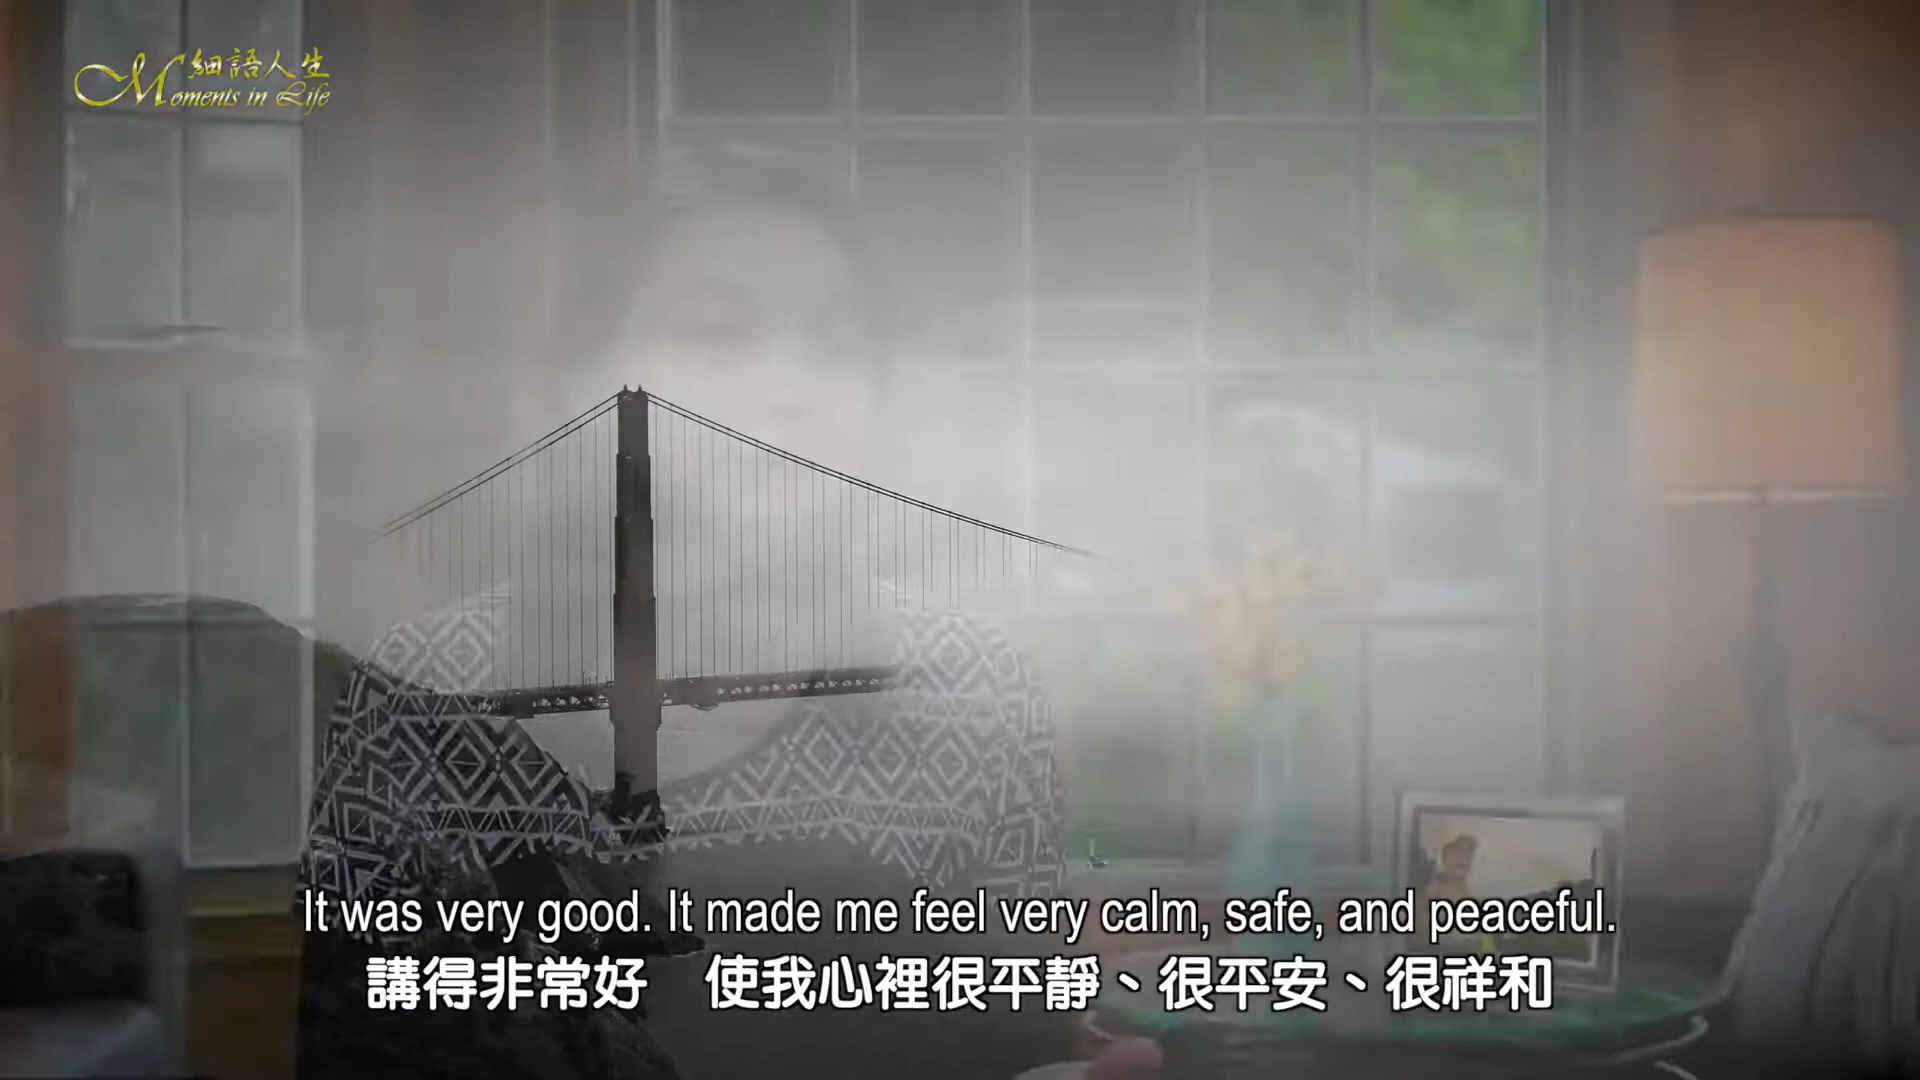 細語人生
Moments in Life
It was very good. It made me feel very calm, safe, and peaceful.
講得非常好　使我心裡很平靜、很平安、很祥和